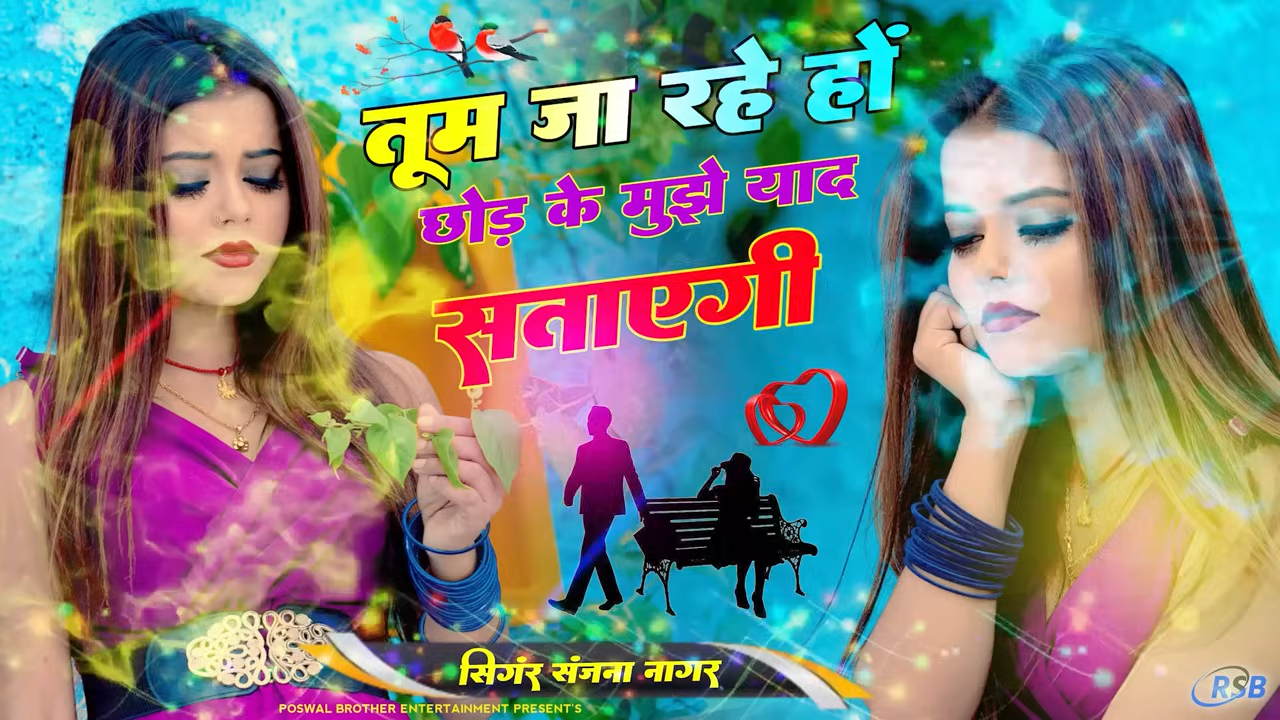 तूम जा रहे हों
छोड़ के मुझे याद
सताएगी
सिगंर संजना नागर
POSWAL BROTHER ENTERTAINMENT PRESENT'S
RSB